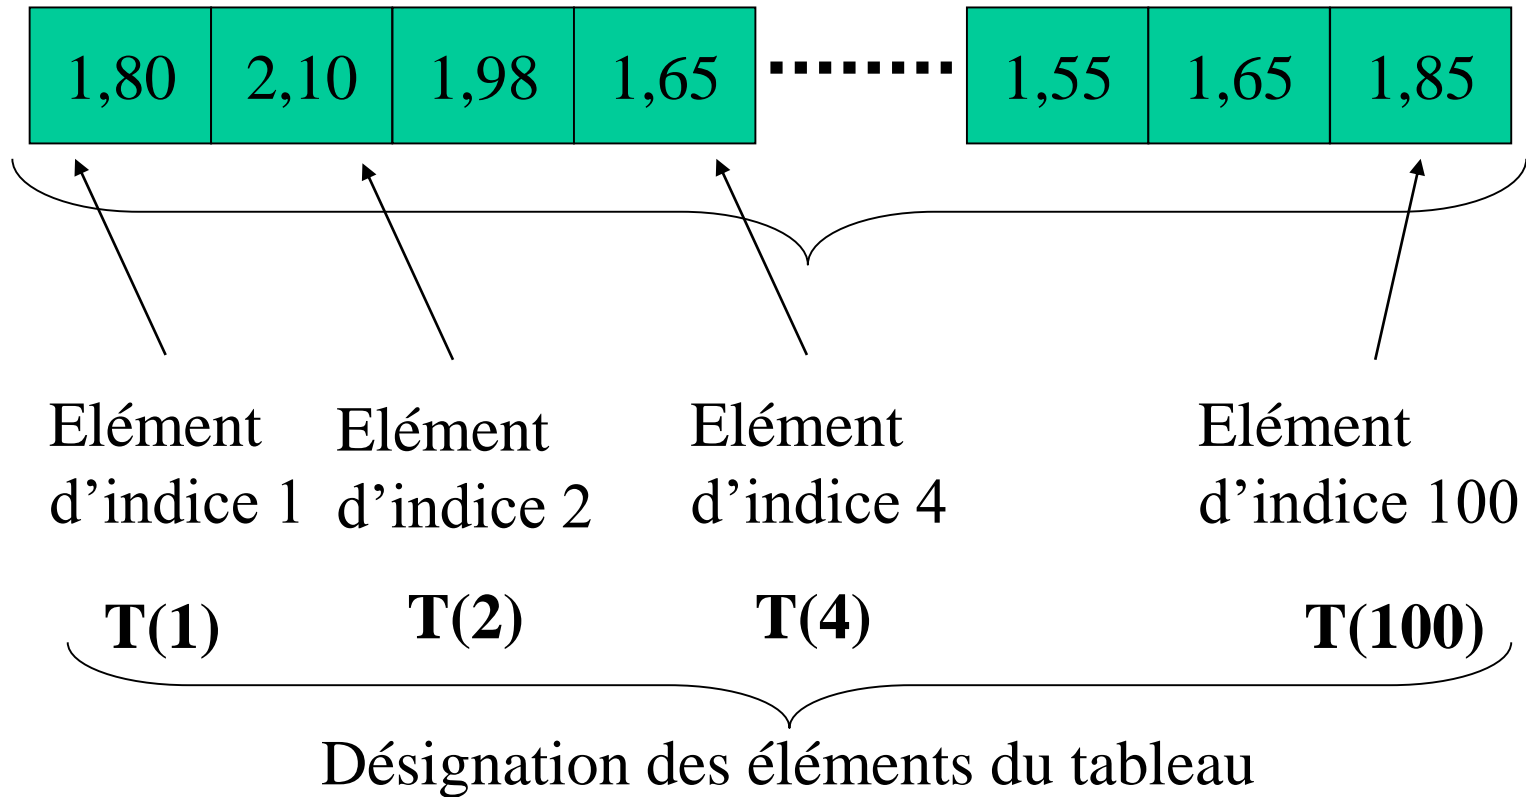 1,80 2,10 1,98 1,65 ........ 1,55 1,65 1,85
Elément Elément Elément Elément
d’indice 1 d’indice 2 d’indice 4 d’indice 100
T(1) T(2) T(4) T(100)
Désignation des éléments du tableau